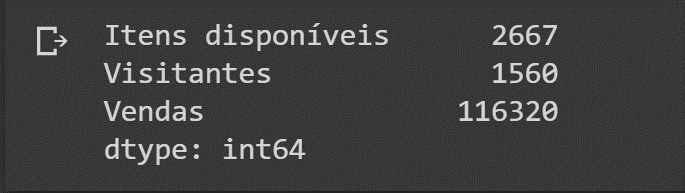 Itens disponíveis 2667
Visitantes 1560
Vendas 116320
dtype: int64